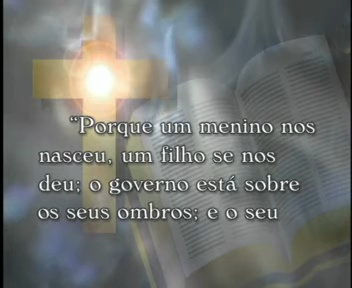 “Porque um menino nos
nasceu, um filho se nos
deu; o governo está sobre
os seus ombros; e o seu